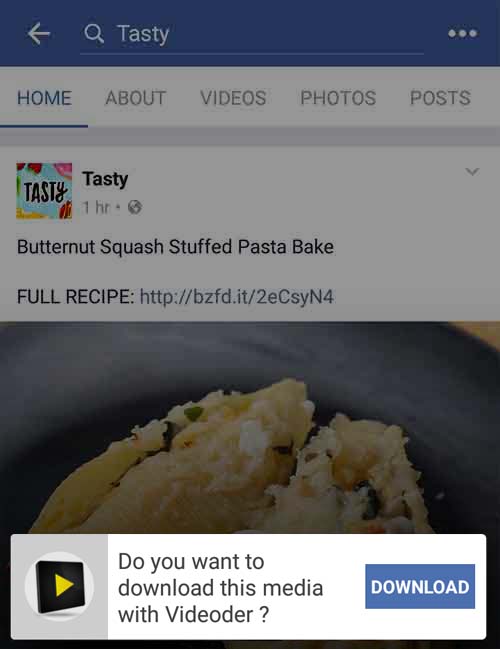 Tasty
HOME ABOUT VIDEOS PHOTOS POSTS
TASTY
Tasty
1 hr •
Butternut Squash Stuffed Pasta Bake
FULL RECIPE: http://bzfd.it/2eCsyN4
Do you want to
download this media
with Videoder ?
DOWNLOAD